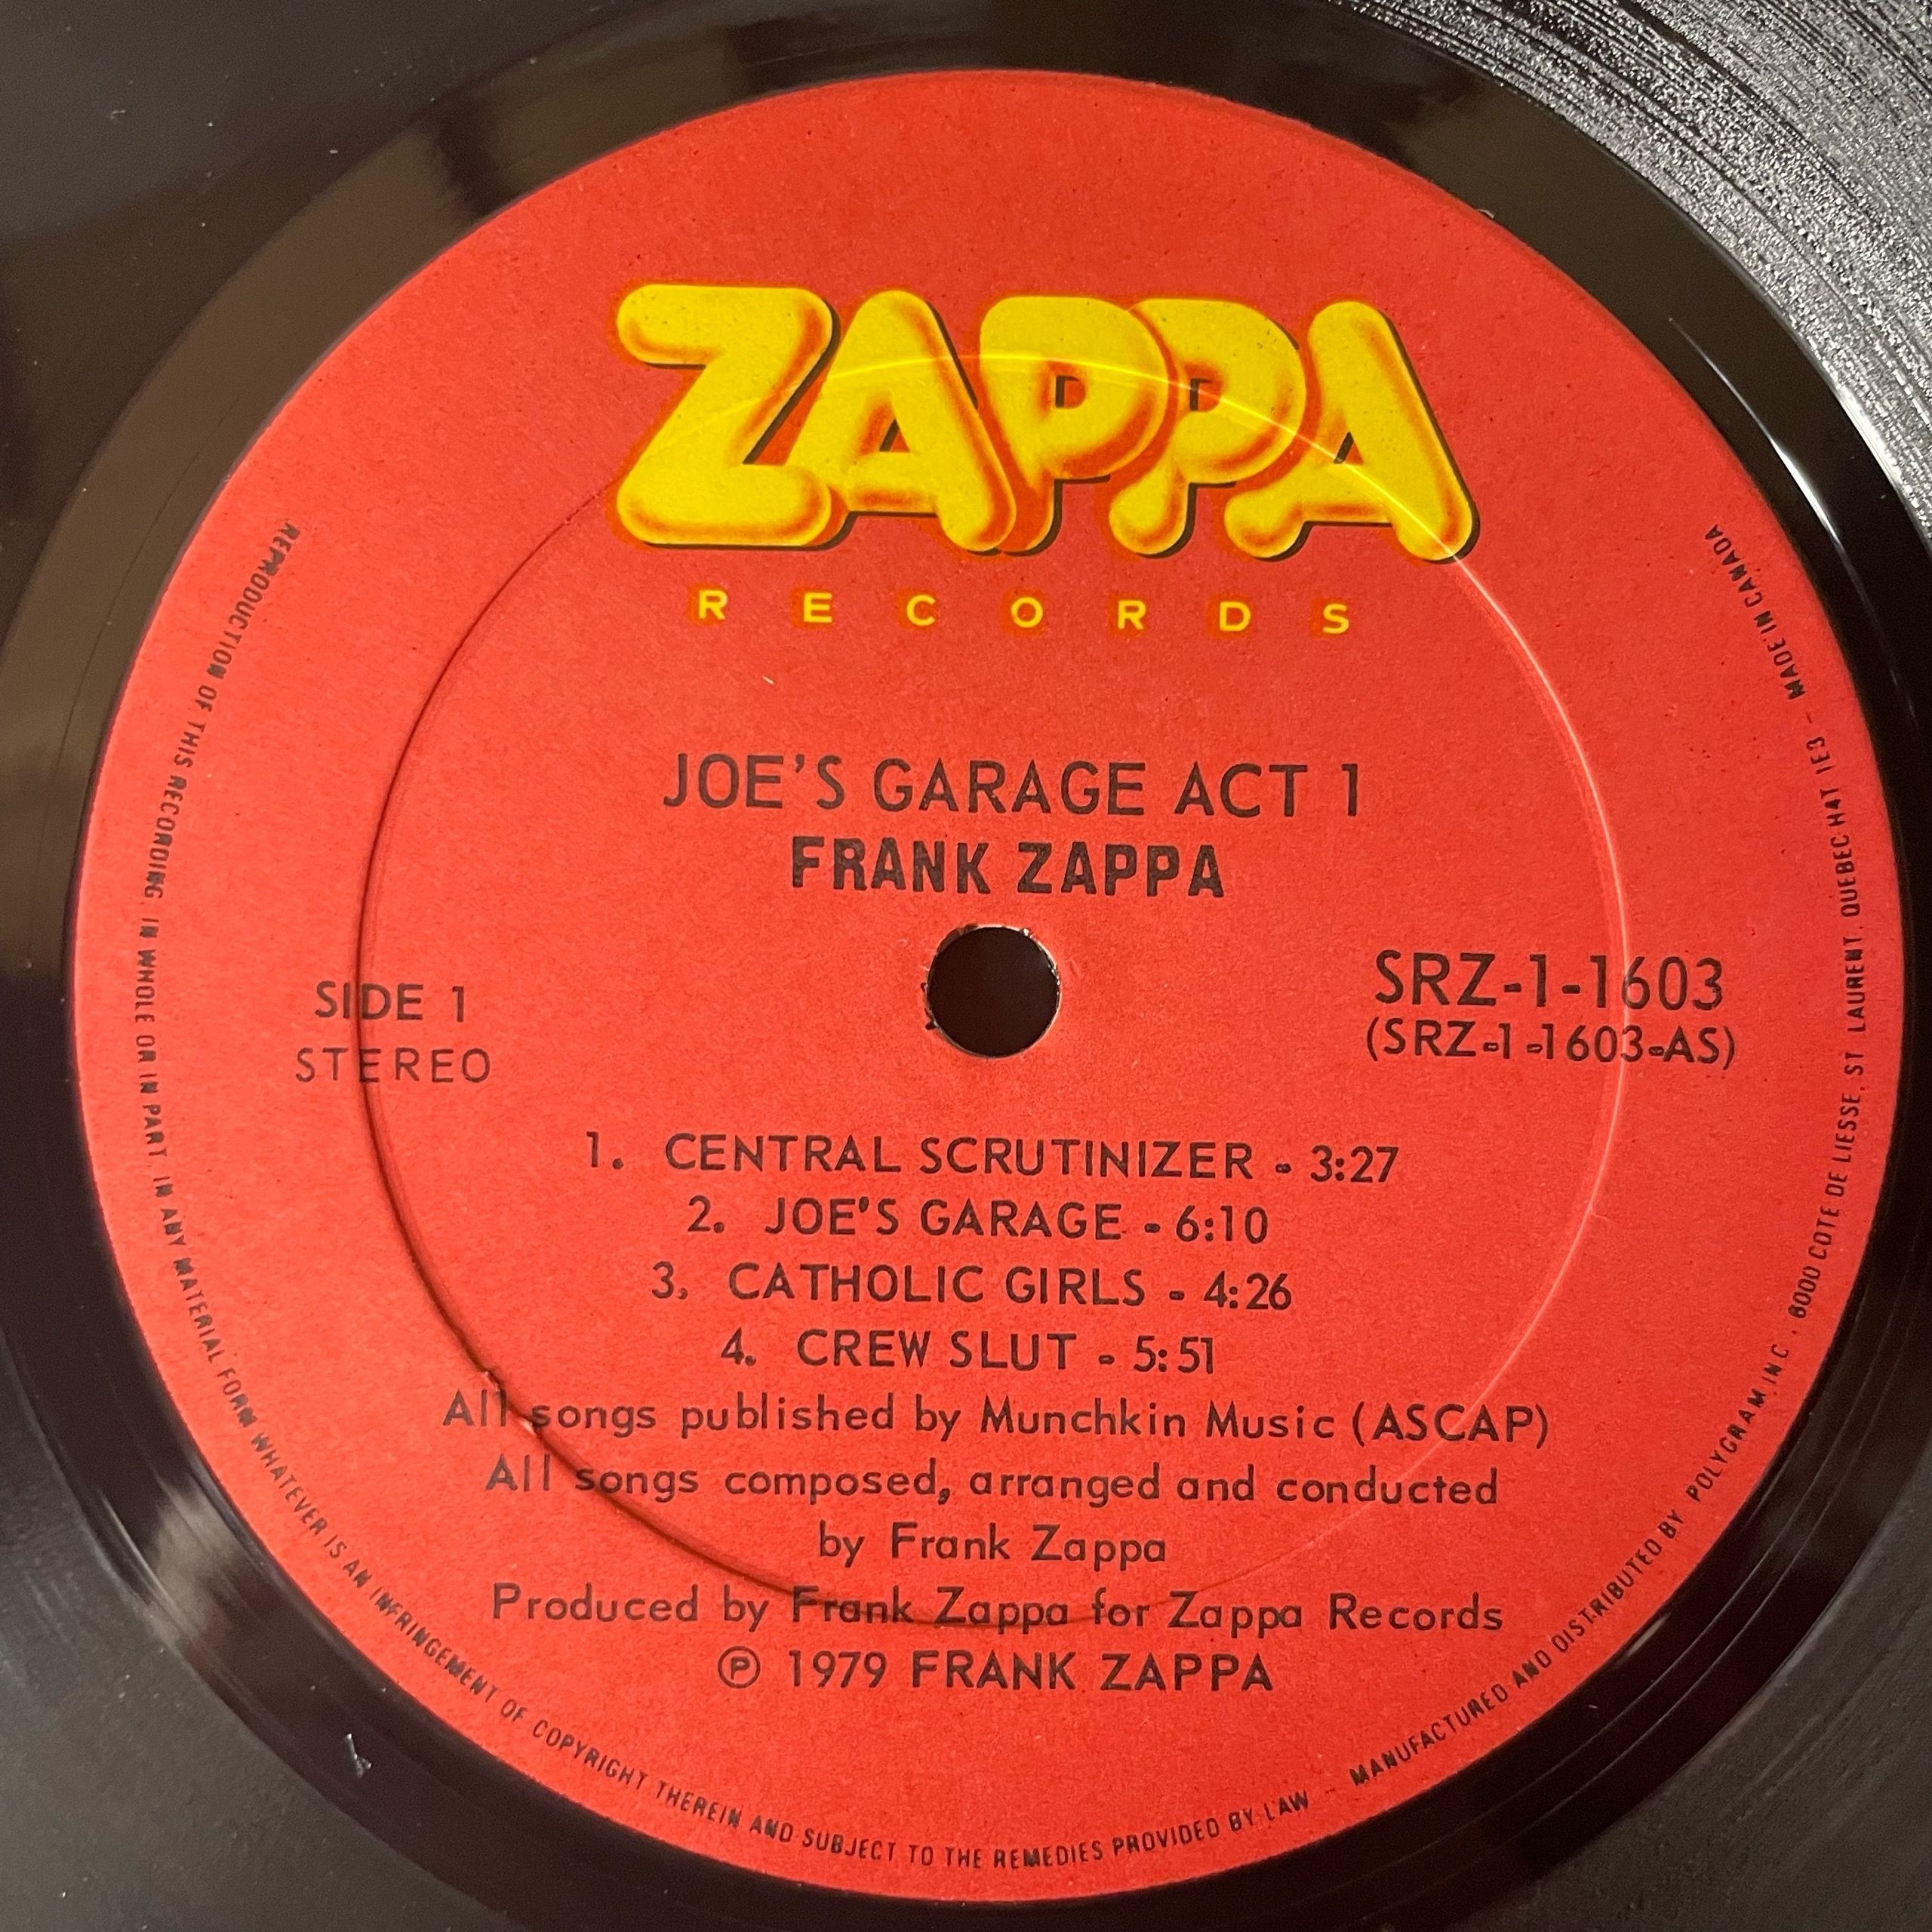 ZAPPA
RECORDS
JOE'S GARAGE ACT 1
FRANK ZAPPA
SIDE 1
STEREO
SRZ-1-1603
(SRZ-1-1603-AS)
1. CENTRAL SCRUTINIZER - 3:27
2. JOE'S GARAGE - 6:10
3. CATHOLIC GIRLS - 4:26
4. CREW SLUT - 5:51
All songs published by Munchkin Music (ASCAP)
All songs composed, arranged and conducted
by Frank Zappa
Produced by Frank Zappa for Zappa Records
℗ 1979 FRANK ZAPPA
REPRODUCTION OF THIS RECORDING, IN WHOLE OR IN PART, IN ANY MATERIAL FORM WHATEVER IS AN INFRINGEMENT OF COPYRIGHT THEREIN AND SUBJECT TO THE REMEDIES PROVIDED BY LAW – MANUFACTURED AND DISTRIBUTED BY POLYGRAM INC., 6000 COTE DE LIESSE, ST LAURENT, QUEBEC H4T 1E3 – MADE IN CANADA